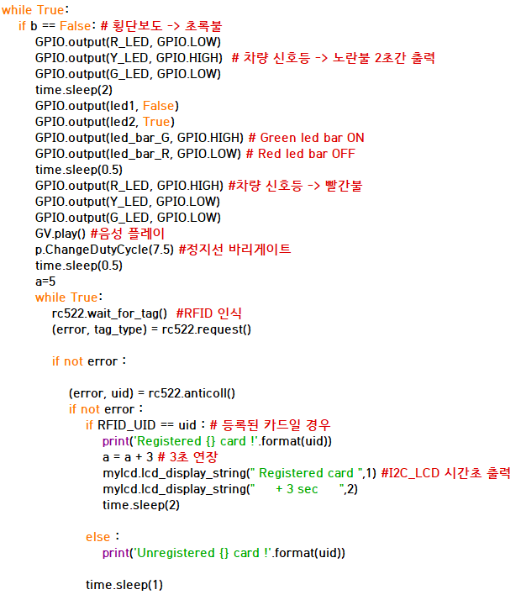 while True:
if b == False: # 횡단보도 -> 초록불
GPIO.output(R_LED, GPIO.LOW)
GPIO.output(Y_LED, GPIO.HIGH) # 차량 신호등 -> 노란불 2초간 출력
GPIO.output(G_LED, GPIO.LOW)
time.sleep(2)
GPIO.output(led1, False)
GPIO.output(led2, True)
GPIO.output(led_bar_G, GPIO.HIGH) # Green led bar ON
GPIO.output(led_bar_R, GPIO.LOW) # Red led bar OFF
time.sleep(0.5)
GPIO.output(R_LED, GPIO.HIGH) #차량 신호등 -> 빨간불
GPIO.output(Y_LED, GPIO.LOW)
GPIO.output(G_LED, GPIO.LOW)
GV.play() #음성 플레이
p.ChangeDutyCycle(7.5) #정지선 바리게이트
time.sleep(0.5)
a=5
while True:
rc522.wait_for_tag() #RFID 인식
(error, tag_type) = rc522.request()
if not error :
(error, uid) = rc522.anticoll()
if not error :
if RFID_UID == uid : # 등록된 카드일 경우
print('Registered {} card !'.format(uid))
a = a + 3 # 3초 연장
mylcd.lcd_display_string(" Registered card ",1) #I2C_LCD 시간초 출력
mylcd.lcd_display_string("    + 3 sec    ",2)
time.sleep(2)
else :
print('Unregistered {} card !'.format(uid))
time.sleep(1)